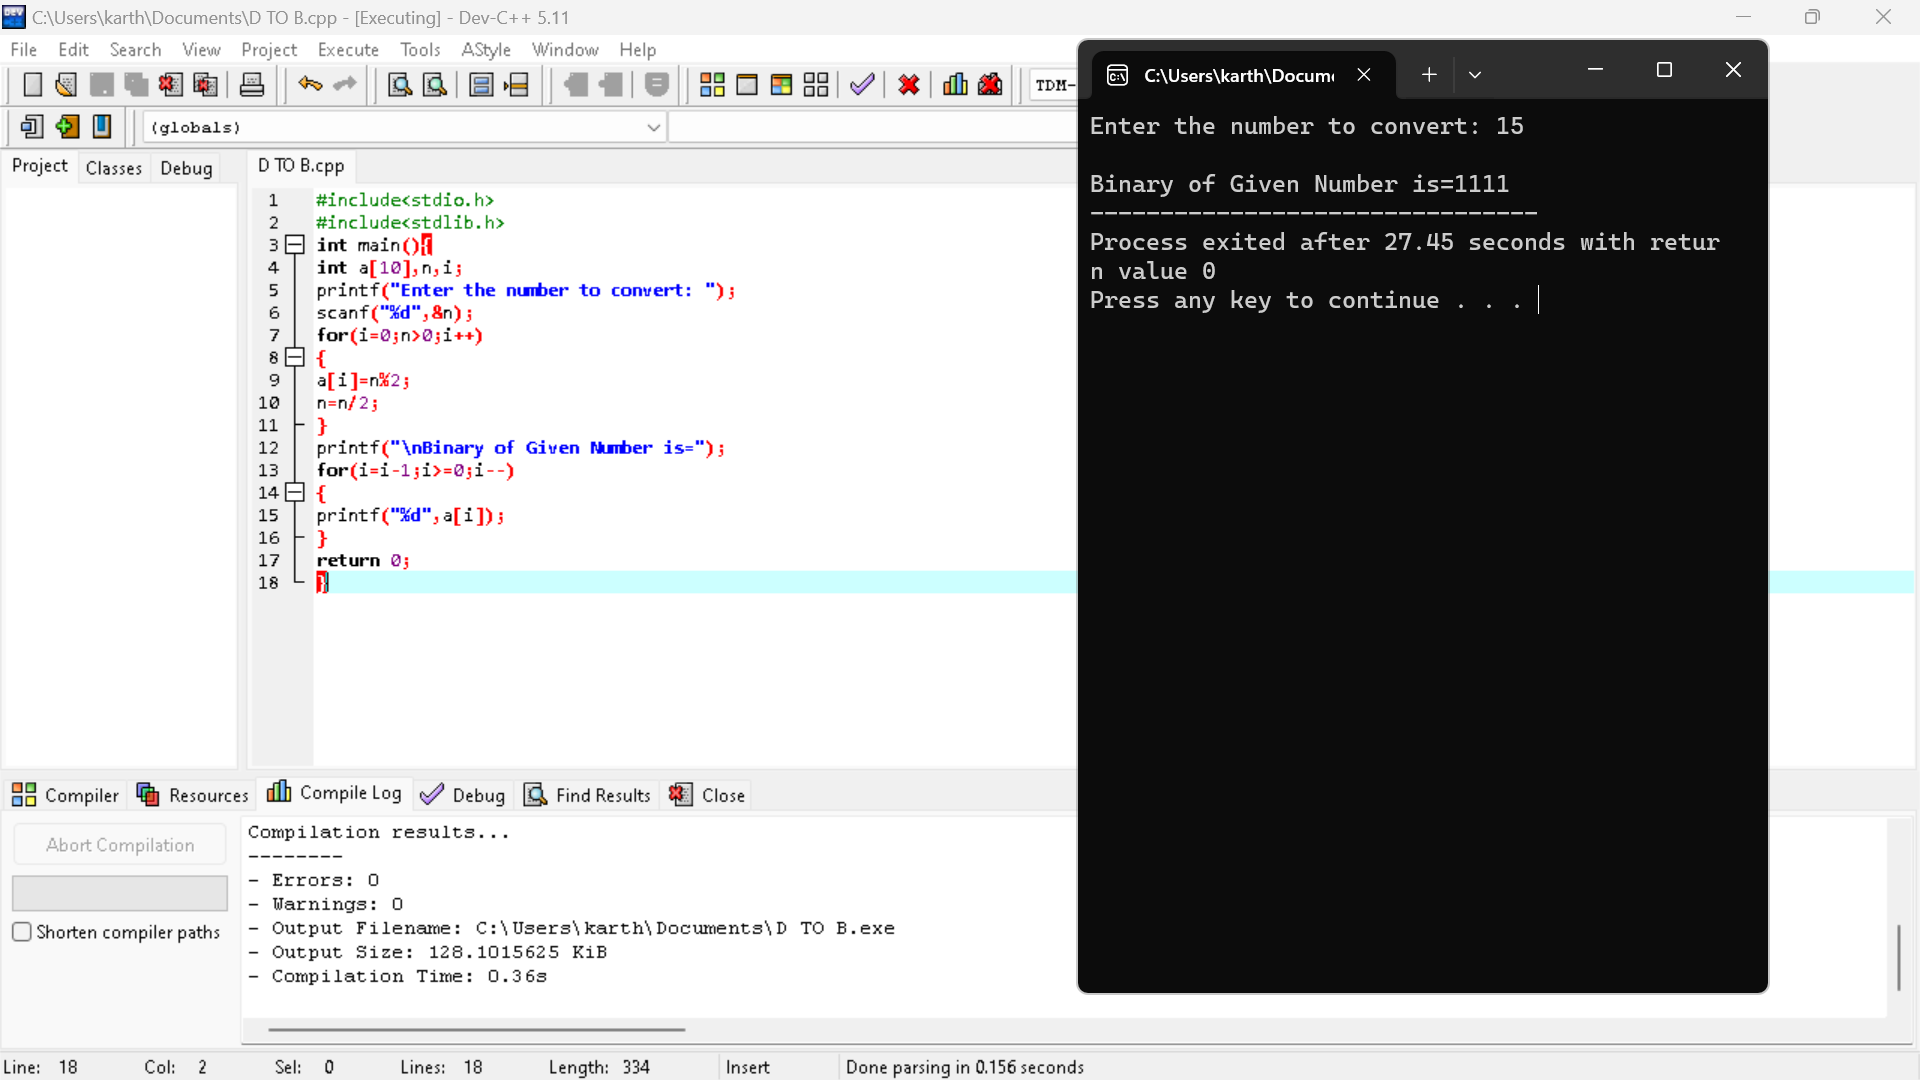 C:\Users\karth\Documents\D TO B.cpp - [Executing] - Dev-C++ 5.11
File Edit Search View Project Execute Tools AStyle Window Help
TDM-
(globals)
Project Classes Debug
D TO B.cpp
1 #include<stdio.h>
2 #include<stdlib.h>
3 int main(){
4 int a[10],n,i;
5 printf("Enter the number to convert: ");
6 scanf("%d",&n);
7 for(i=0;n>0;i++)
8 {
9 a[i]=n%2;
10 n=n/2;
11 }
12 printf("\nBinary of Given Number is=");
13 for(i=i-1;i>=0;i--)
14 {
15 printf("%d",a[i]);
16 }
17 return 0;
18 }
C:\Users\karth\Docum
Enter the number to convert: 15
Binary of Given Number is=1111
--------------------------------
Process exited after 27.45 seconds with retur
n value 0
Press any key to continue . . .
Compiler Resources Compile Log Debug Find Results Close
Abort Compilation
Shorten compiler paths
Compilation results...
--------
- Errors: 0
- Warnings: 0
- Output Filename: C:\Users\karth\Documents\D TO B.exe
- Output Size: 128.1015625 KiB
- Compilation Time: 0.36s
Line: 18 Col: 2 Sel: 0 Lines: 18 Length: 334 Insert Done parsing in 0.156 seconds